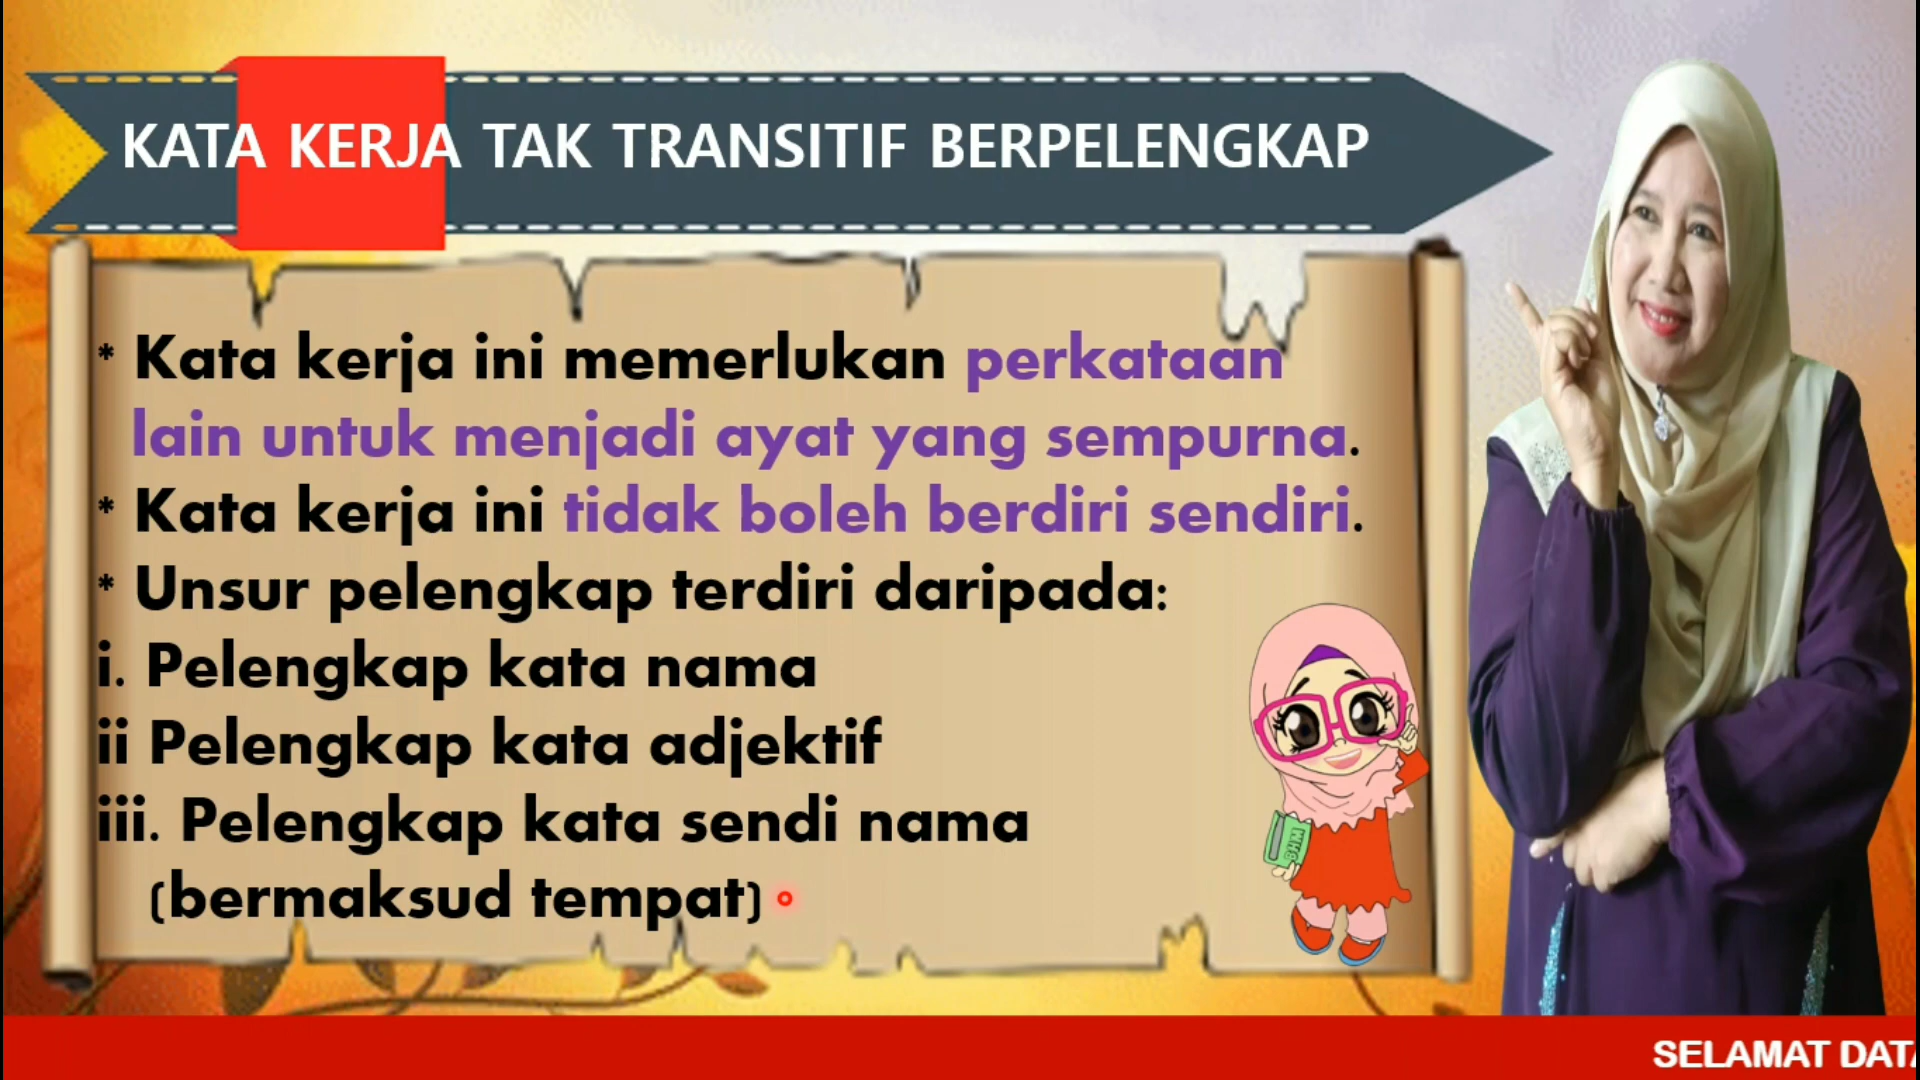 KATA KERJA TAK TRANSITIF BERPELENGKAP
* Kata kerja ini memerlukan perkataan
lain untuk menjadi ayat yang sempurna.
* Kata kerja ini tidak boleh berdiri sendiri.
* Unsur pelengkap terdiri daripada:
i. Pelengkap kata nama
ii Pelengkap kata adjektif
iii. Pelengkap kata sendi nama
(bermaksud tempat)
BHM
SELAMAT